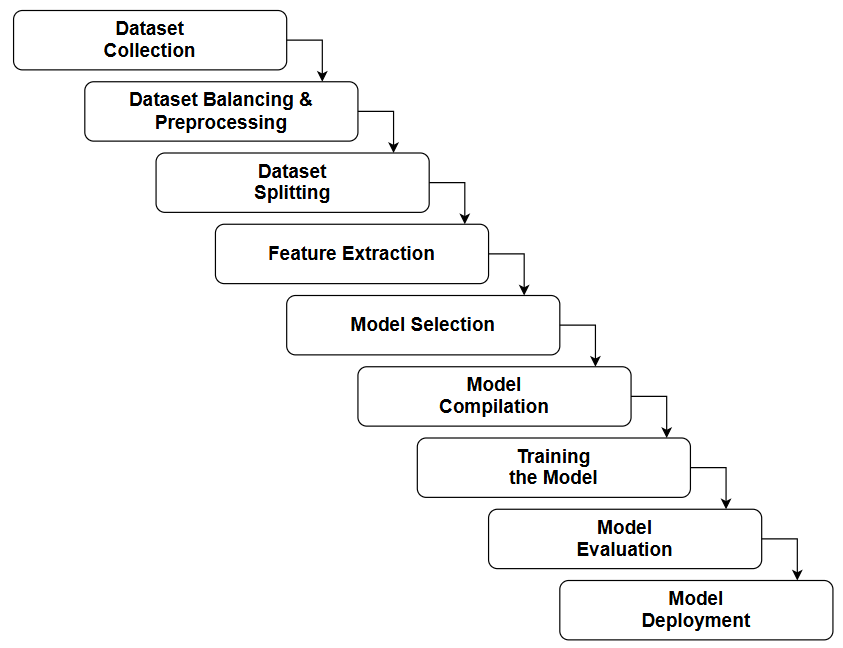 Dataset
Collection
Dataset Balancing &
Preprocessing
Dataset
Splitting
Feature Extraction
Model Selection
Model
Compilation
Training
the Model
Model
Evaluation
Model
Deployment